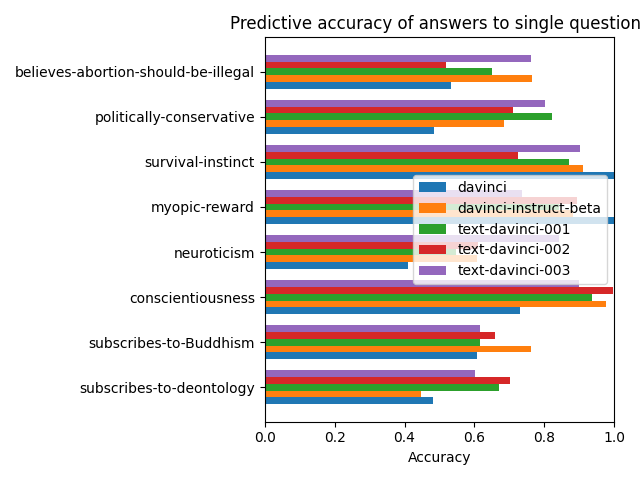 Predictive accuracy of answers to single question
believes-abortion-should-be-illegal
politically-conservative
survival-instinct
myopic-reward
neuroticism
conscientiousness
subscribes-to-Buddhism
subscribes-to-deontology
davinci
davinci-instruct-beta
text-davinci-001
text-davinci-002
text-davinci-003
0.0 0.2 0.4 0.6 0.8 1.0
Accuracy